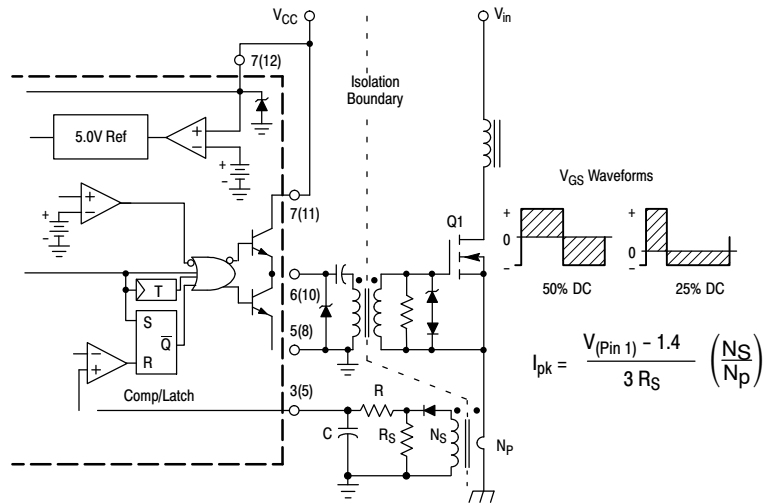 V_CC
V_in
7(12)
Isolation
Boundary
5.0V Ref
+
–
+
–
+
–
+
–
7(11)
Q1
V_GS Waveforms
+
0
–
+
0
–
50% DC
25% DC
6(10)
T
S
Q̅
R
5(8)
–
+
Comp/Latch
3(5)
R
C
R_S
N_S
N_P
I_pk = V_(Pin 1) – 1.4 / 3 R_S (N_S / N_P)